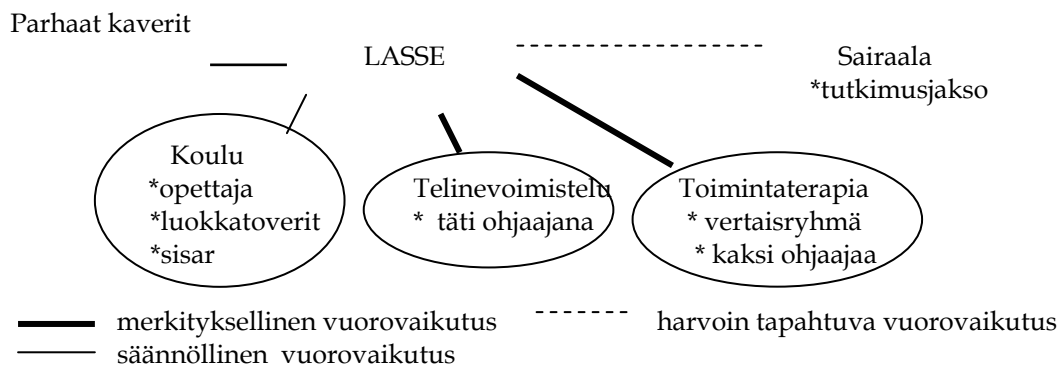 Parhaat kaverit
LASSE
Sairaala
*tutkimusjakso
Koulu
*opettaja
*luokkatoverit
*sisar
Telinevoimistelu
* täti ohjaajana
Toimintaterapia
* vertaisryhmä
* kaksi ohjaajaa
merkityksellinen vuorovaikutus
harvoin tapahtuva vuorovaikutus
säännöllinen vuorovaikutus